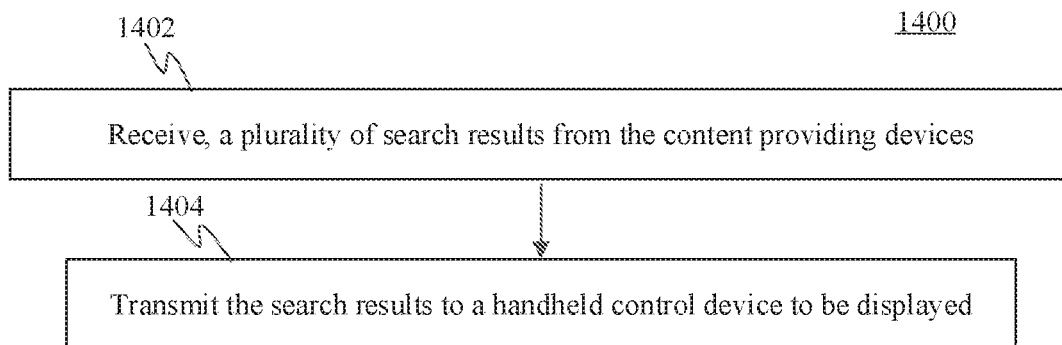 1402
1400
Receive, a plurality of search results from the content providing devices
1404
Transmit the search results to a handheld control device to be displayed